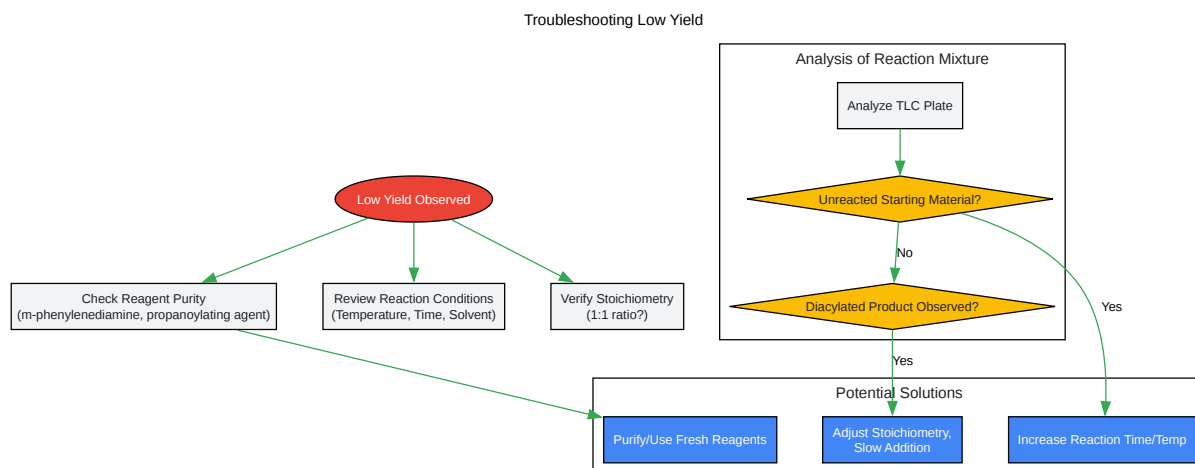 Troubleshooting Low Yield
Analysis of Reaction Mixture
Analyze TLC Plate
Low Yield Observed
Unreacted Starting Material?
No
Check Reagent Purity
(m-phenylenediamine, propanoylating agent)
Review Reaction Conditions
(Temperature, Time, Solvent)
Verify Stoichiometry
(1:1 ratio?)
Diacylated Product Observed?
Yes
Yes
Potential Solutions
Purify/Use Fresh Reagents
Adjust Stoichiometry,
Slow Addition
Increase Reaction Time/Temp